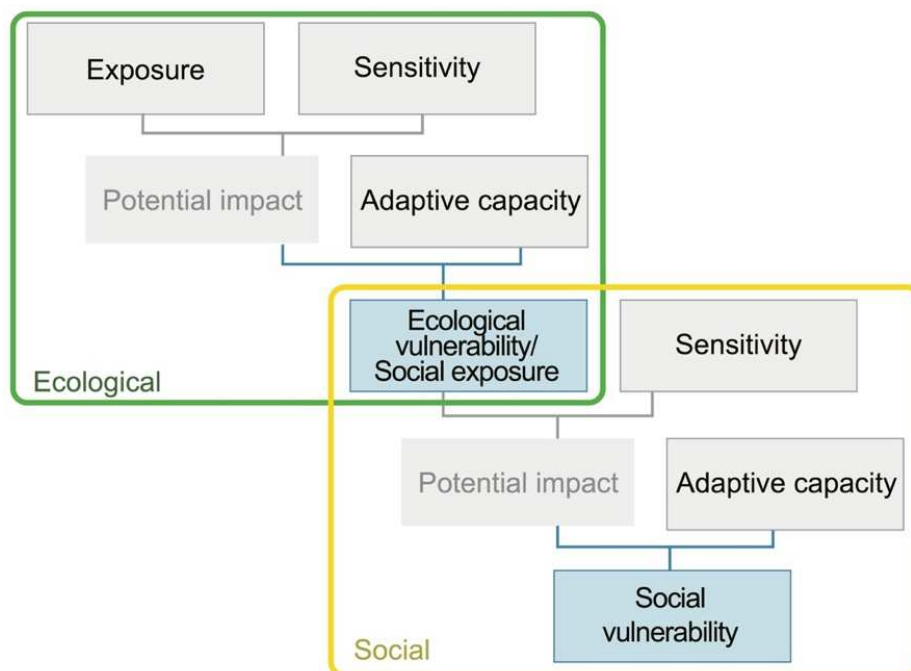 Exposure
Sensitivity
Potential impact
Adaptive capacity
Ecological
vulnerability/
Social exposure
Sensitivity
Ecological
Potential impact
Adaptive capacity
Social
vulnerability
Social